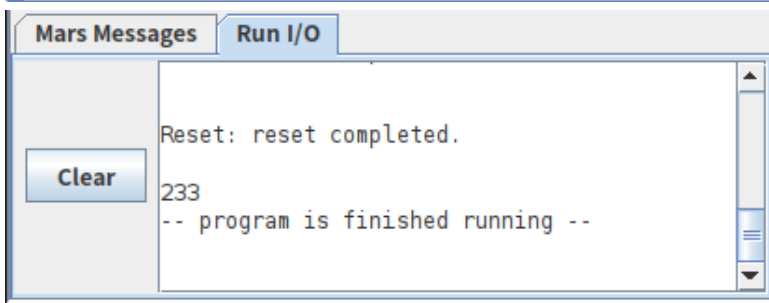 Mars Messages
Run I/O
Reset: reset completed.
Clear
233
-- program is finished running --